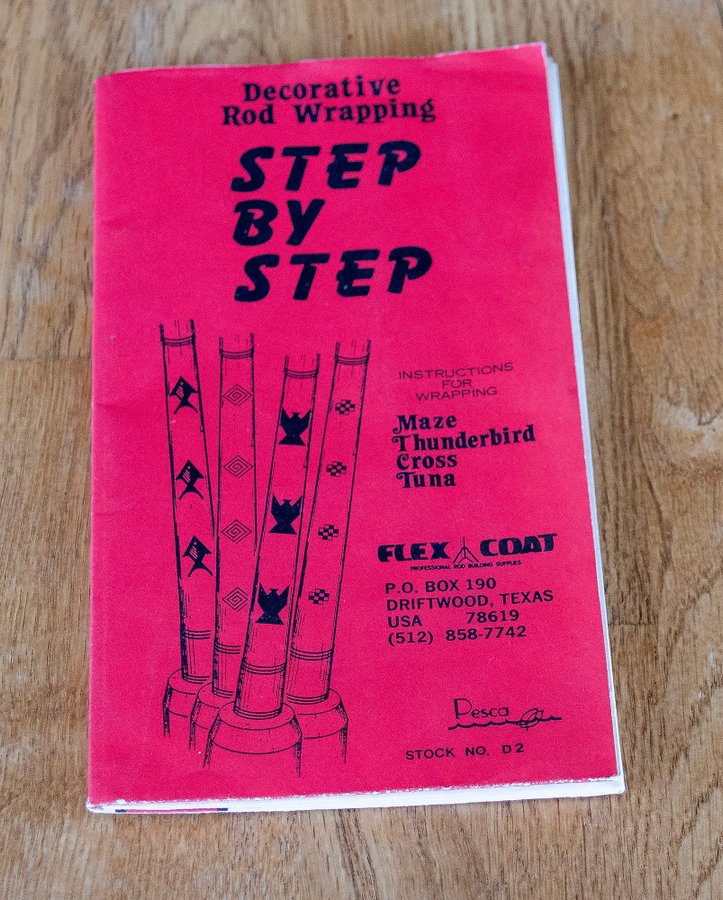 Decorative
Rod Wrapping
STEP
BY
STEP
INSTRUCTIONS
FOR
WRAPPING
Maze
Thunderbird
Cross
Tuna
FLEX COAT
PROFESSIONAL ROD BUILDING SUPPLIES
P.O. BOX 190
DRIFTWOOD, TEXAS
USA 78619
(512) 858-7742
Pesca
STOCK NO. D2